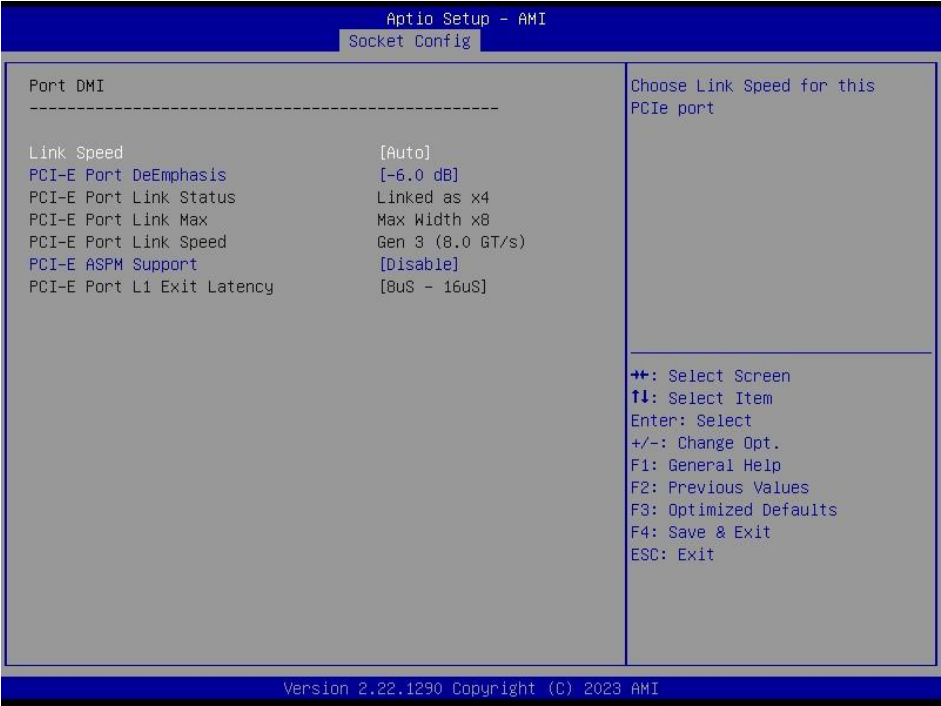 Aptio Setup – AMI
Socket Config
Port DMI
--------------------------------------------------
Link Speed [Auto]
PCI-E Port DeEmphasis [-6.0 dB]
PCI-E Port Link Status Linked as x4
PCI-E Port Link Max Max Width x8
PCI-E Port Link Speed Gen 3 (8.0 GT/s)
PCI-E ASPM Support [Disable]
PCI-E Port L1 Exit Latency [8uS - 16uS]
Choose Link Speed for this
PCIe port
→←: Select Screen
↑↓: Select Item
Enter: Select
+/-: Change Opt.
F1: General Help
F2: Previous Values
F3: Optimized Defaults
F4: Save & Exit
ESC: Exit
Version 2.22.1290 Copyright (C) 2023 AMI